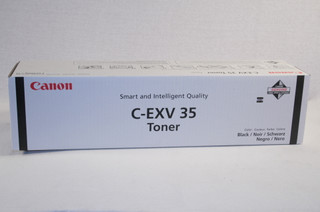 Canon
Smart and Intelligent Quality
C-EXV 35
Toner
Black / Noir / Schwarz
Negro / Nero